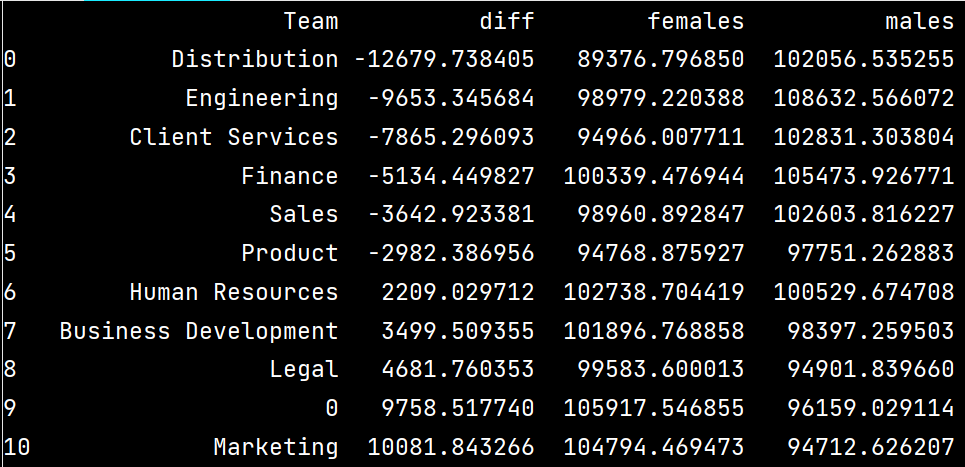 Team diff females males
0 Distribution -12679.738405 89376.796850 102056.535255
1 Engineering -9653.345684 98979.220388 108632.566072
2 Client Services -7865.296093 94966.007711 102831.303804
3 Finance -5134.449827 100339.476944 105473.926771
4 Sales -3642.923381 98960.892847 102603.816227
5 Product -2982.386956 94768.875927 97751.262883
6 Human Resources 2209.029712 102738.704419 100529.674708
7 Business Development 3499.509355 101896.768858 98397.259503
8 Legal 4681.760353 99583.600013 94901.839660
9 0 9758.517740 105917.546855 96159.029114
10 Marketing 10081.843266 104794.469473 94712.626207